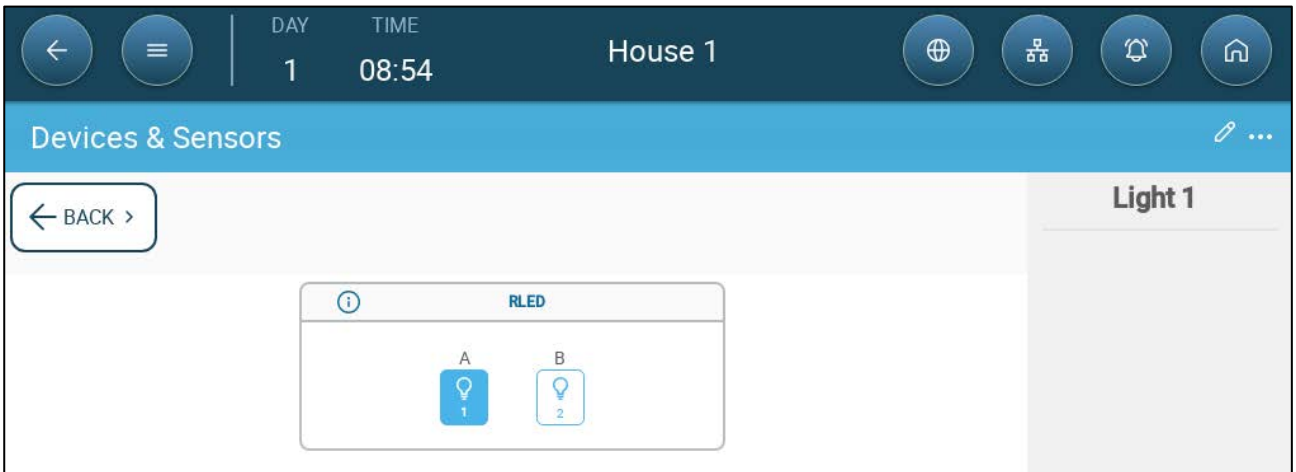 DAY TIME
1 08:54 House 1
Devices & Sensors
BACK
Light 1
RLED
A B
1 2